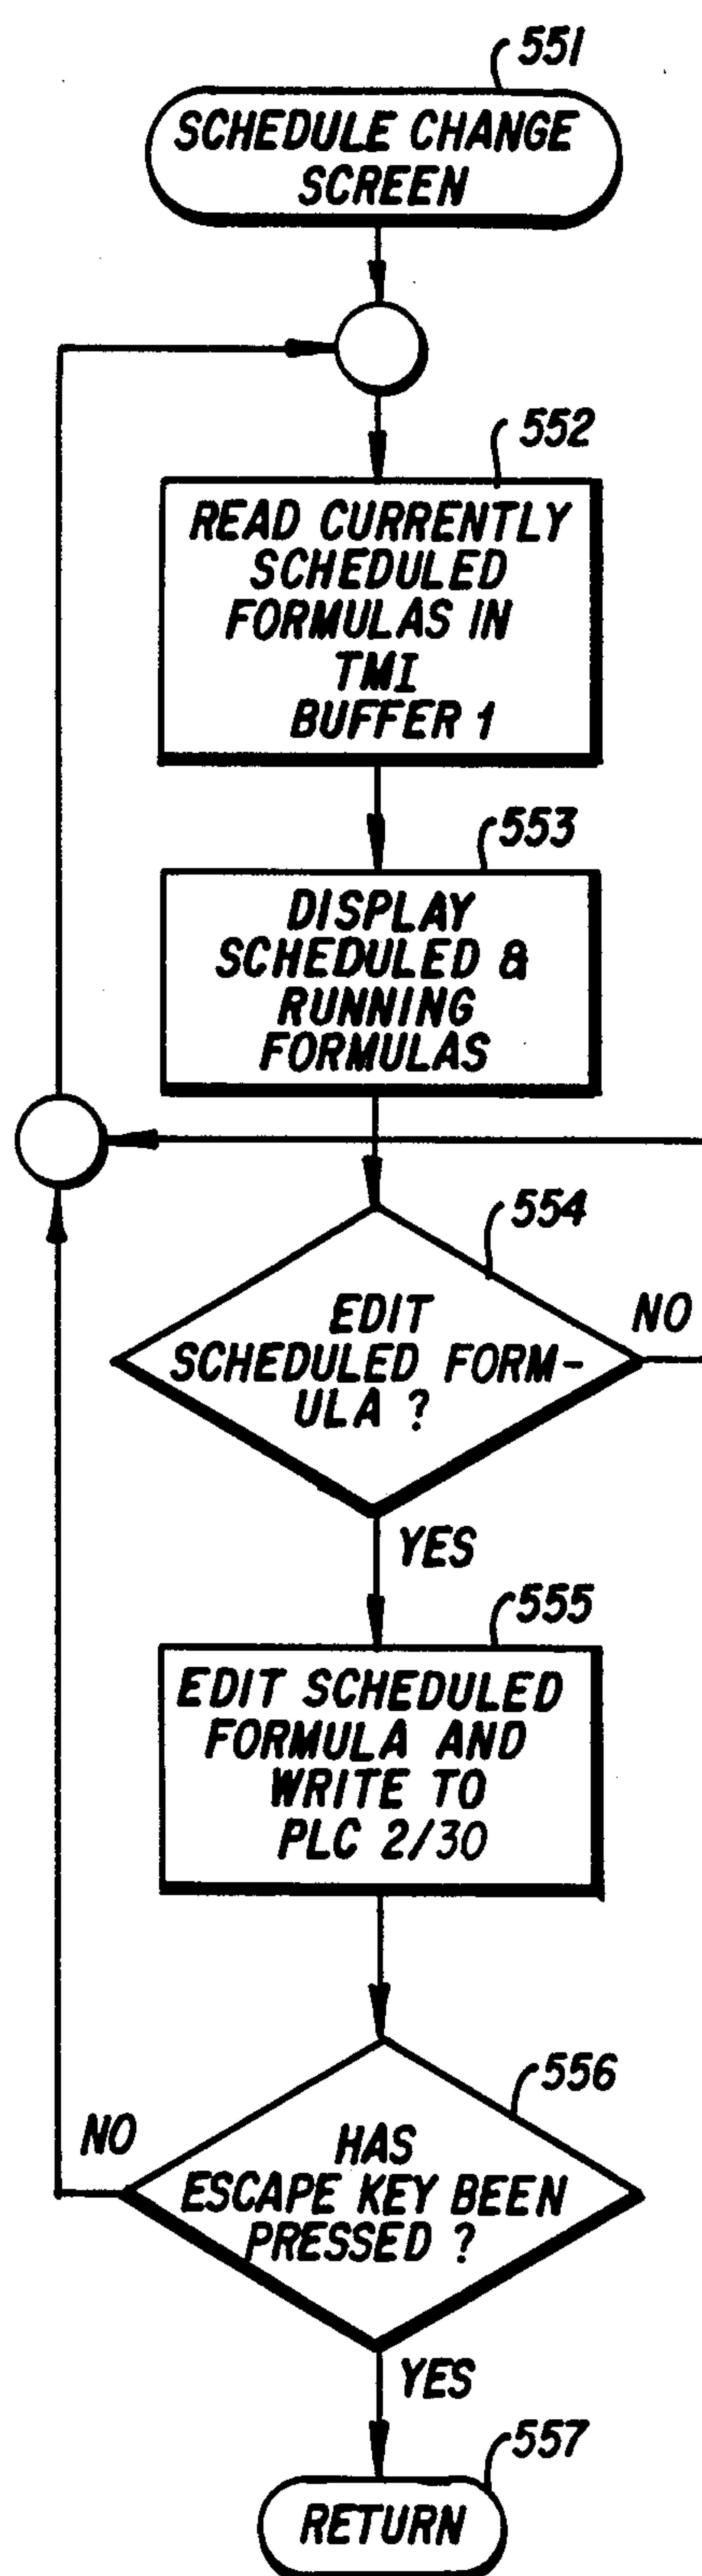 551
SCHEDULE CHANGE
SCREEN
552
READ CURRENTLY
SCHEDULED
FORMULAS IN
TMI
BUFFER 1
553
DISPLAY
SCHEDULED &
RUNNING
FORMULAS
554
EDIT
SCHEDULED FORM-
ULA ?
NO
YES
555
EDIT SCHEDULED
FORMULA AND
WRITE TO
PLC 2/30
556
NO
HAS
ESCAPE KEY BEEN
PRESSED ?
YES
557
RETURN